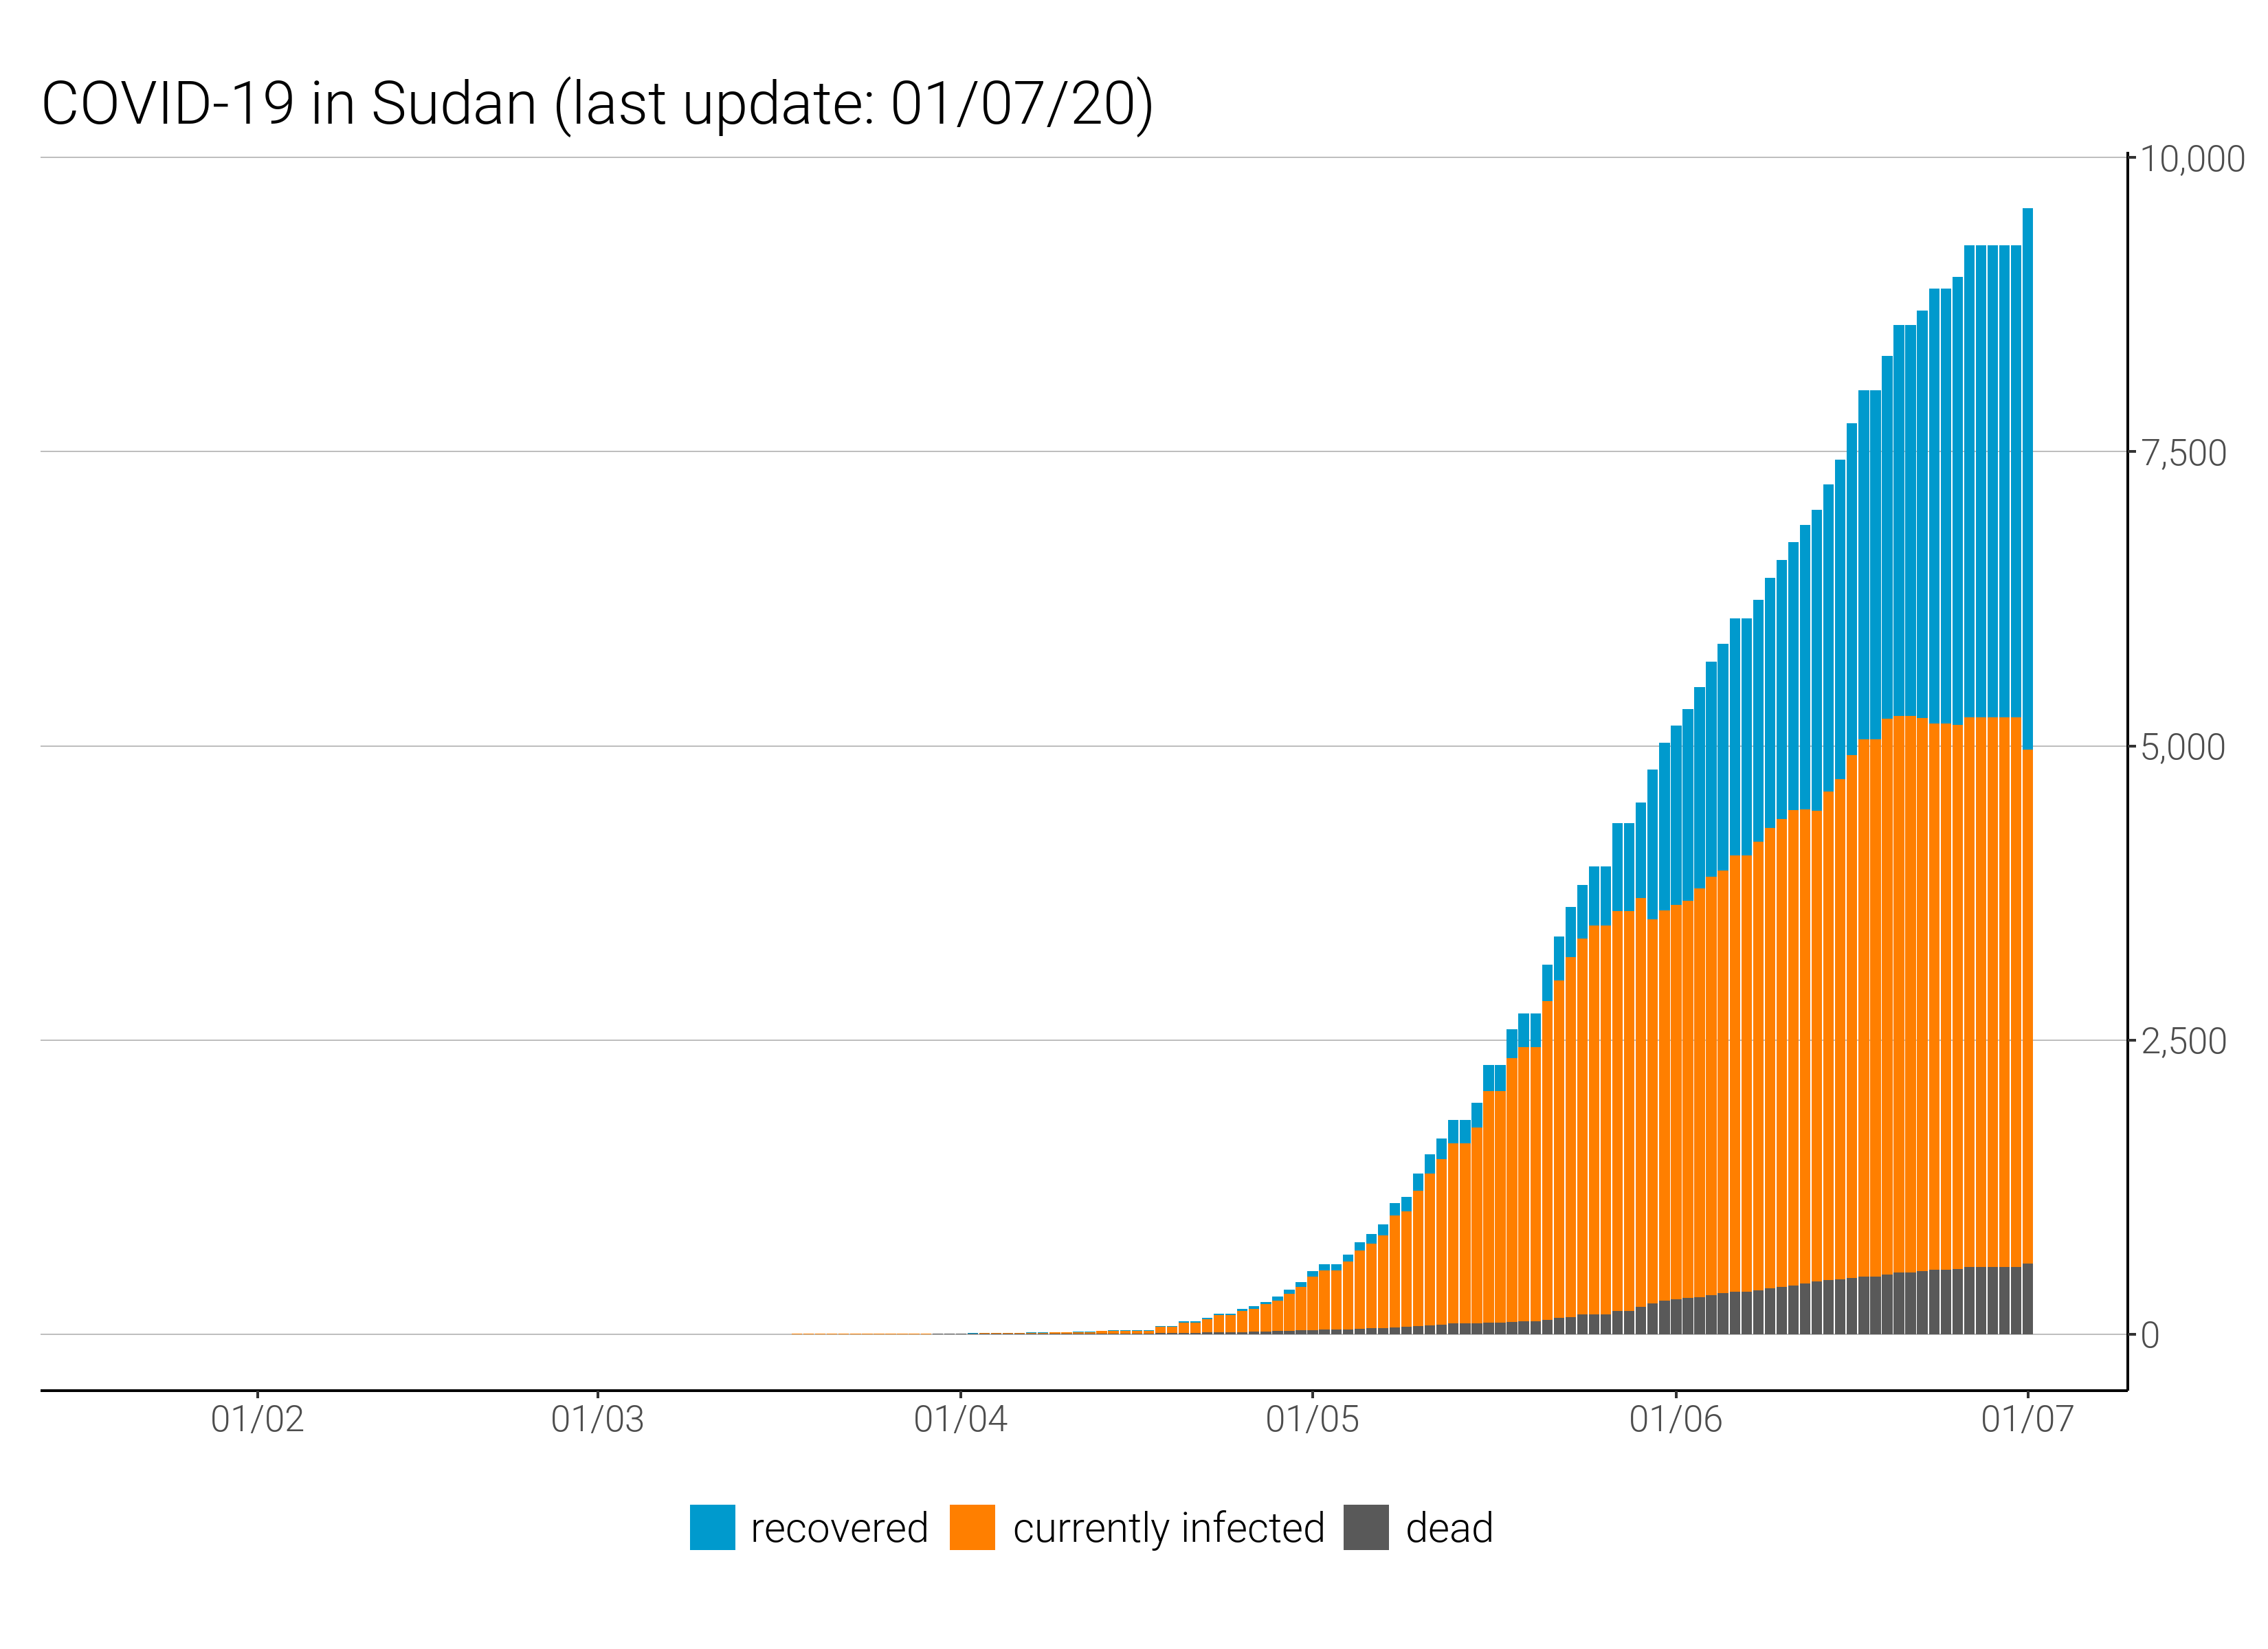 COVID-19 in Sudan (last update: 01/07/20)
10,000
7,500
5,000
2,500
0
01/02 01/03 01/04 01/05 01/06 01/07
recovered currently infected dead